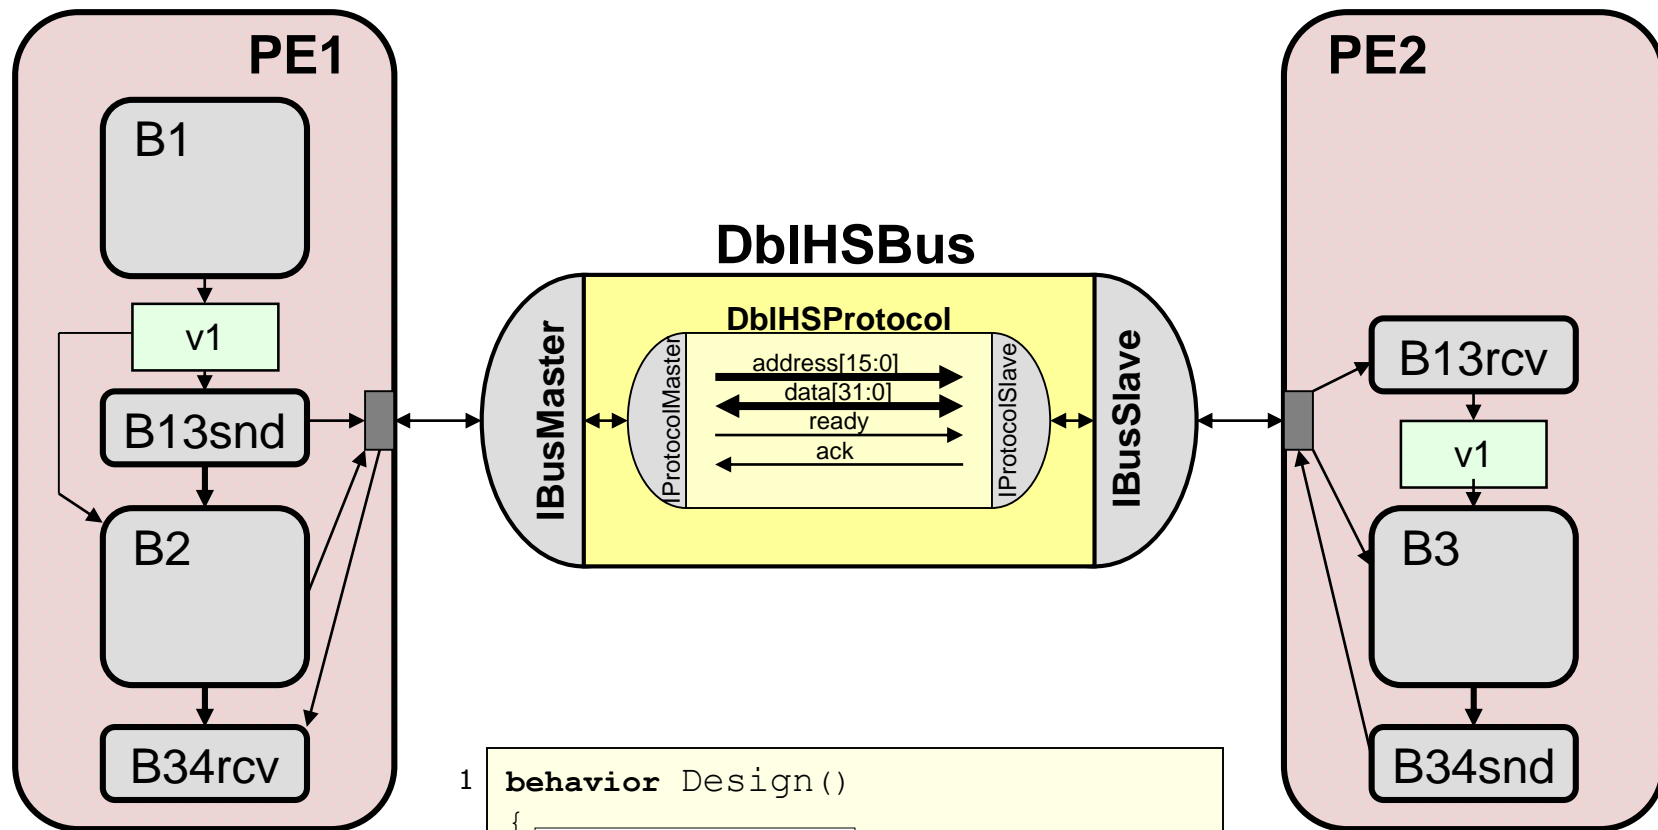 PE1
B1
v1
B13snd
B2
B34rcv
DblHSBus
IBusMaster
DblHSProtocol
IProtocolMaster
address[15:0]
data[31:0]
ready
ack
IProtocolSlave
IBusSlave
PE2
B13rcv
v1
B3
B34snd
1 behavior Design()
{